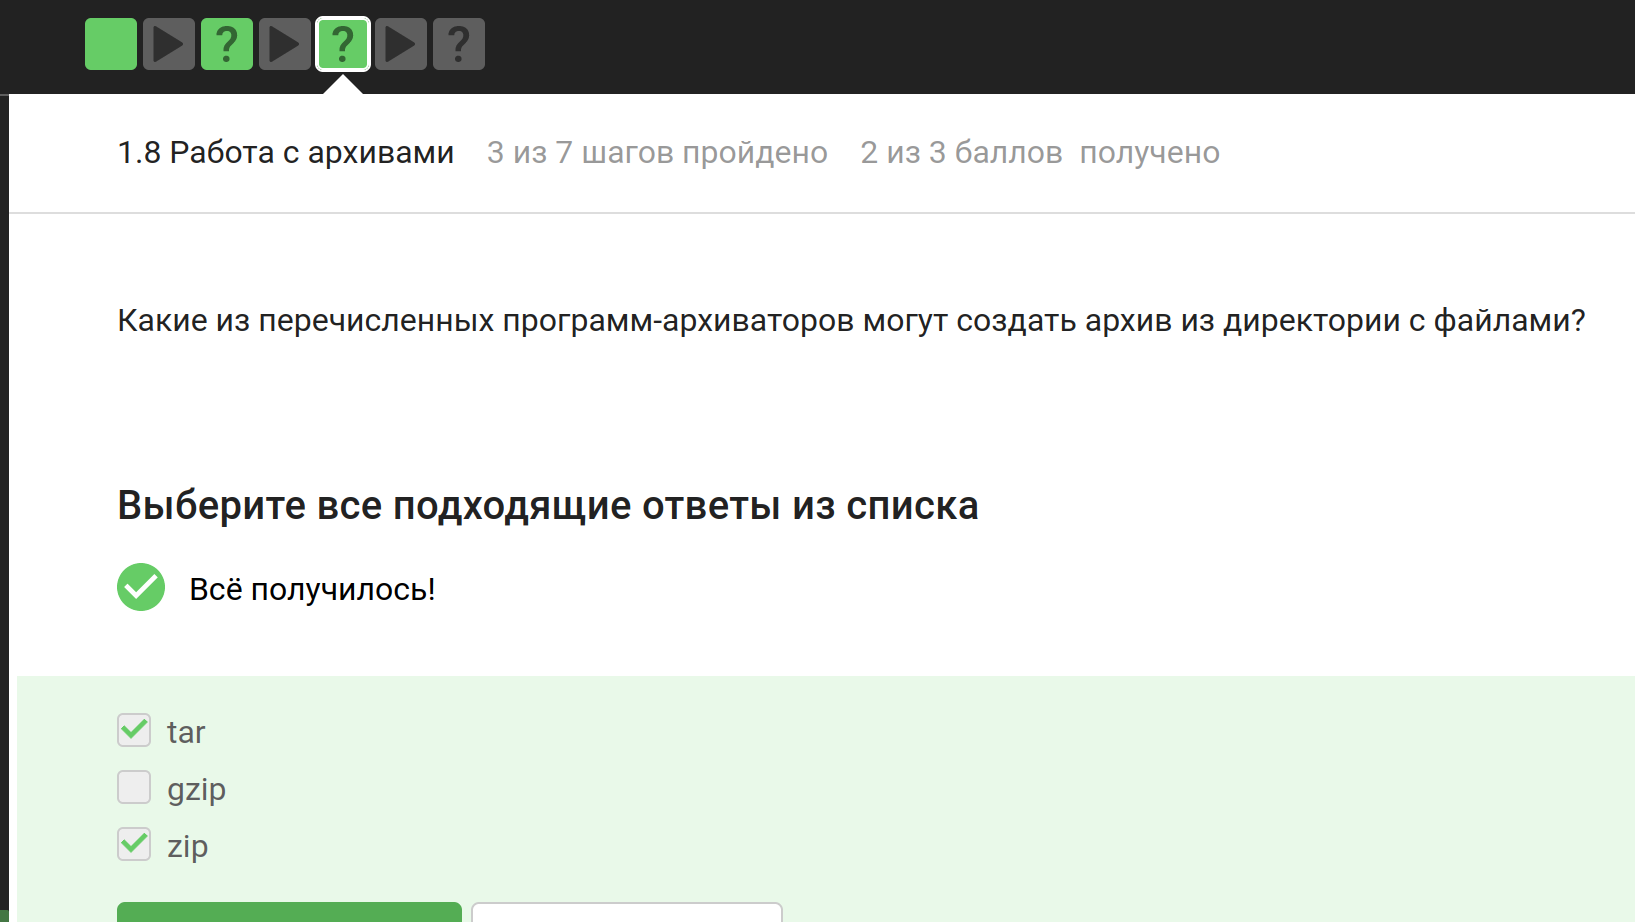 ? ? ?
1.8 Работа с архивами 3 из 7 шагов пройдено 2 из 3 баллов получено
Какие из перечисленных программ-архиваторов могут создать архив из директории с файлами?
Выберите все подходящие ответы из списка
Всё получилось!
tar
gzip
zip